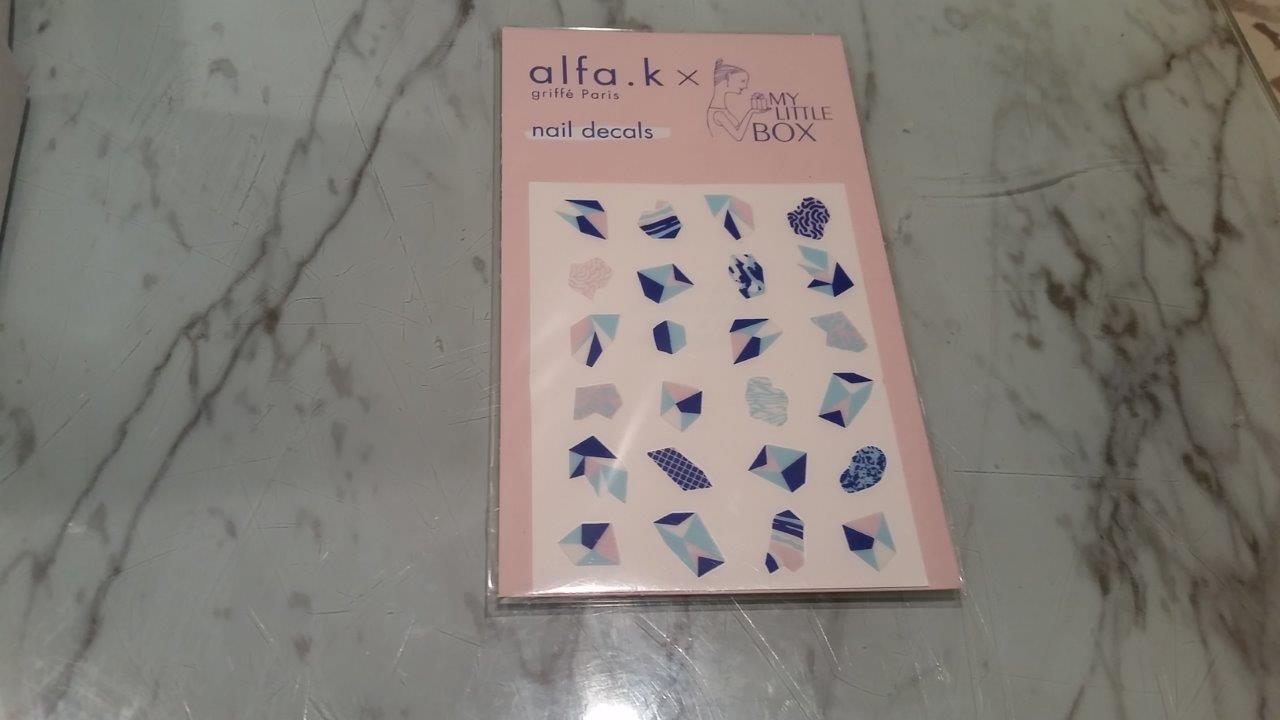 alfa.k × MY LITTLE BOX
griffé Paris
nail decals